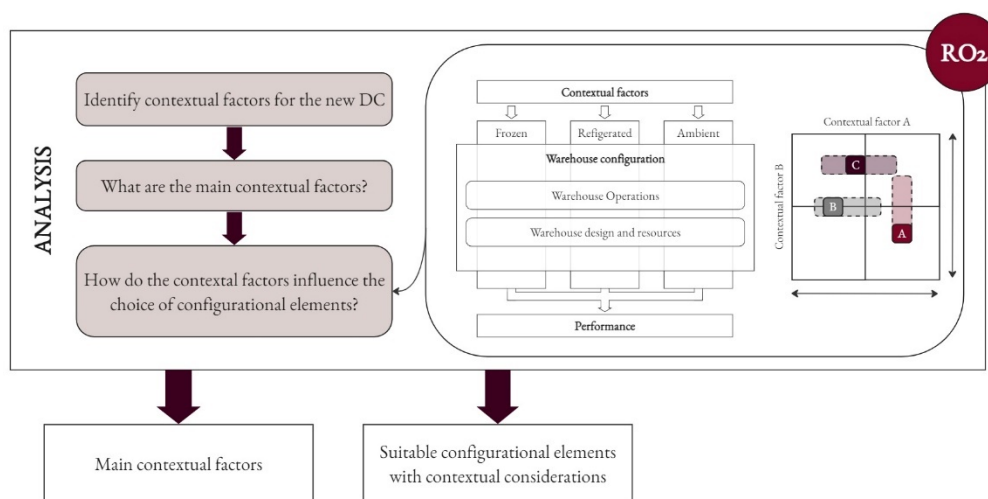 RO2
ANALYSIS
Identify contextual factors for the new DC
What are the main contextual factors?
How do the contextal factors influence the
choice of configurational elements?
Contextual factors
Frozen
Refigerated
Ambient
Warehouse configuration
Warehouse Operations
Warehouse design and resources
Performance
Contextual factor A
Contextual factor B
C
B
A
Main contextual factors
Suitable configurational elements
with contextual considerations